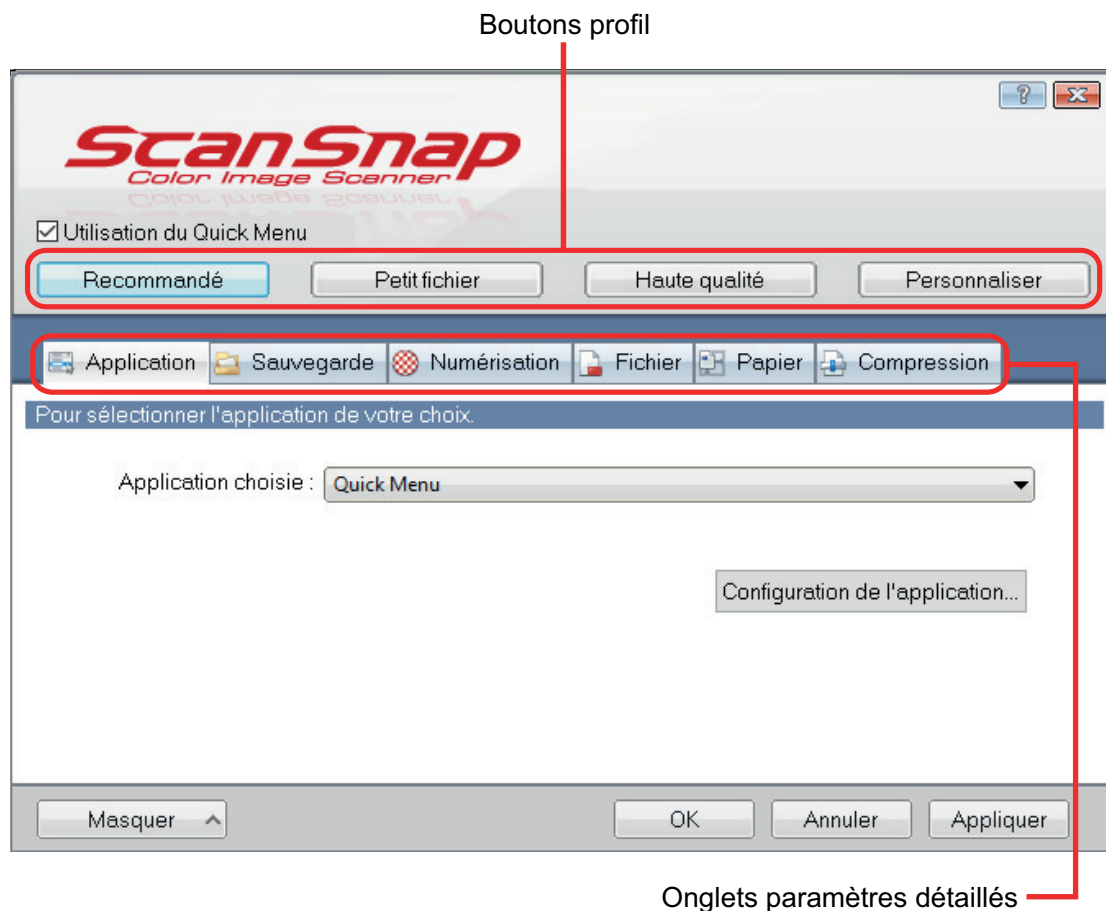 Boutons profil
?
ScanSnap
Color Image Scanner
Utilisation du Quick Menu
Recommandé Petit fichier Haute qualité Personnaliser
Application Sauvegarde Numérisation Fichier Papier Compression
Pour sélectionner l'application de votre choix.
Application choisie : Quick Menu
Configuration de l'application...
Masquer OK Annuler Appliquer
Onglets paramètres détaillés